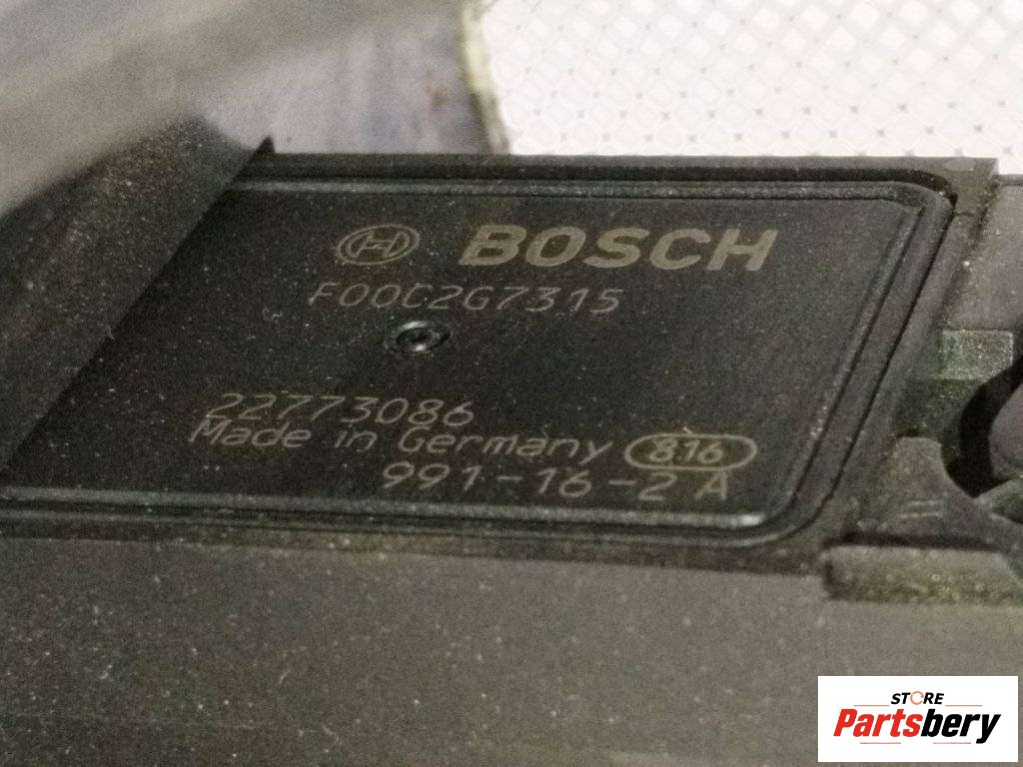 BOSCH
F00C2G7315
22773086
Made in Germany 816
991-16-2 A
STORE
Partsbery